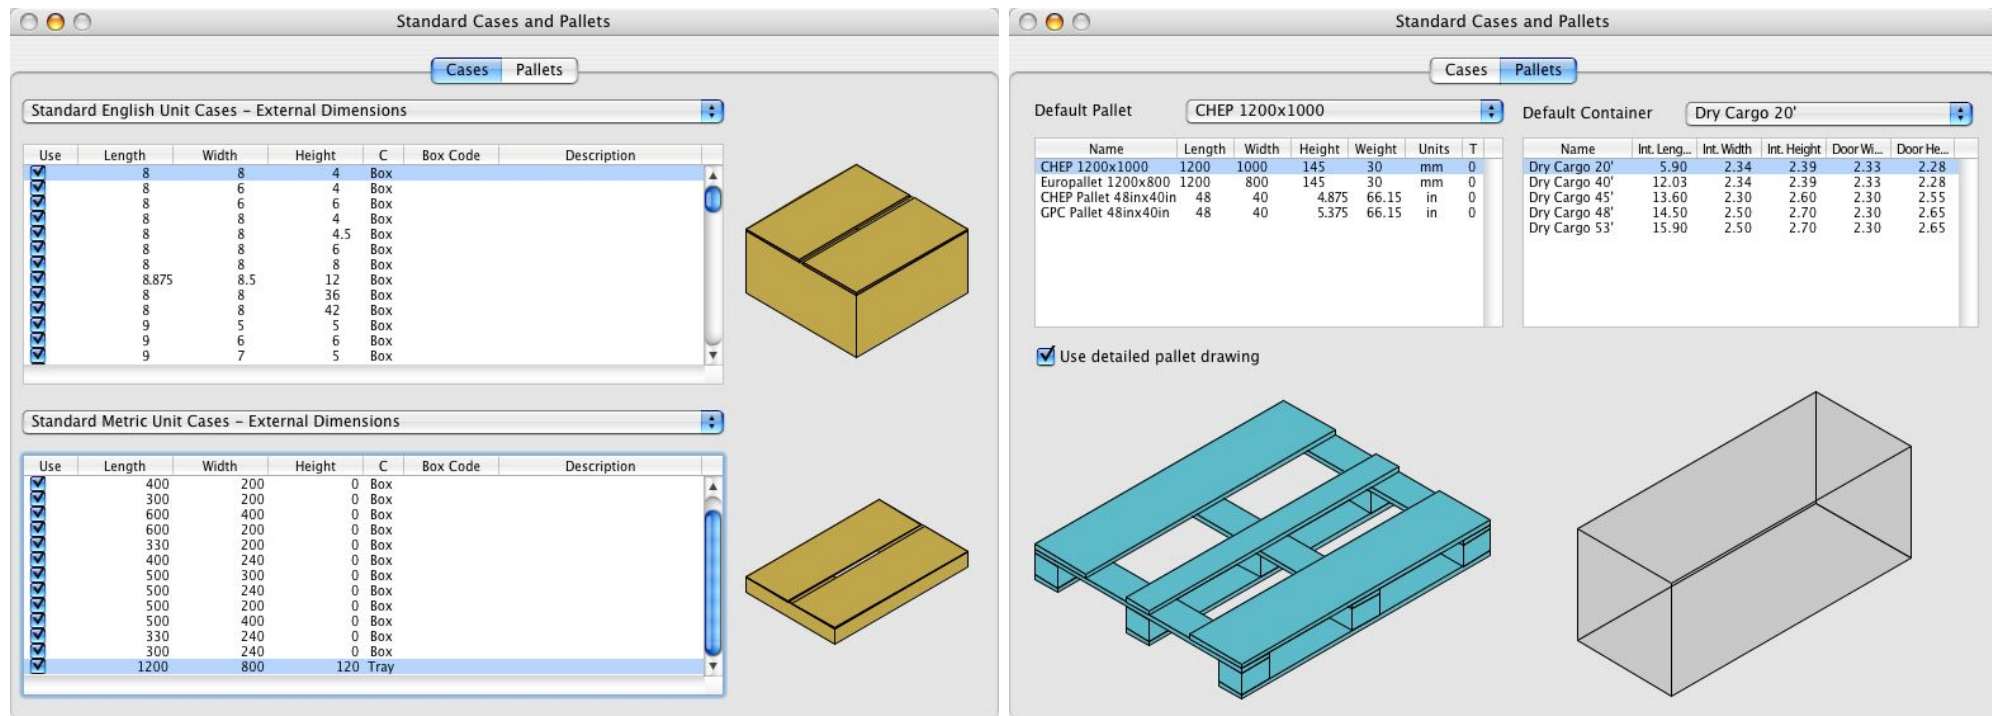 Standard Cases and Pallets
Cases Pallets
Standard English Unit Cases – External Dimensions
Use Length Width Height C Box Code Description
8 8 4 Box
8 6 4 Box
8 6 6 Box
8 8 4 Box
8 8 4.5 Box
8 8 6 Box
8 8 8 Box
8.875 8.5 12 Box
8 8 36 Box
8 8 42 Box
9 5 5 Box
9 6 6 Box
9 7 5 Box
Standard Metric Unit Cases – External Dimensions
Use Length Width Height C Box Code Description
400 200 0 Box
300 200 0 Box
600 400 0 Box
600 200 0 Box
330 200 0 Box
400 240 0 Box
500 300 0 Box
500 240 0 Box
500 200 0 Box
500 400 0 Box
330 240 0 Box
300 240 0 Box
1200 800 120 Tray
Standard Cases and Pallets
Cases Pallets
Default Pallet CHEP 1200x1000
Name Length Width Height Weight Units T
CHEP 1200x1000 1200 1000 145 30 mm 0
Europallet 1200x800 1200 800 145 30 mm 0
CHEP Pallet 48inx40in 48 40 4.875 66.15 in 0
GPC Pallet 48inx40in 48 40 5.375 66.15 in 0
Default Container Dry Cargo 20'
Name Int. Leng... Int. Width Int. Height Door Wi... Door He...
Dry Cargo 20' 5.90 2.34 2.39 2.33 2.28
Dry Cargo 40' 12.03 2.34 2.39 2.33 2.28
Dry Cargo 45' 13.60 2.30 2.60 2.30 2.55
Dry Cargo 48' 14.50 2.50 2.70 2.30 2.65
Dry Cargo 53' 15.90 2.50 2.70 2.30 2.65
Use detailed pallet drawing